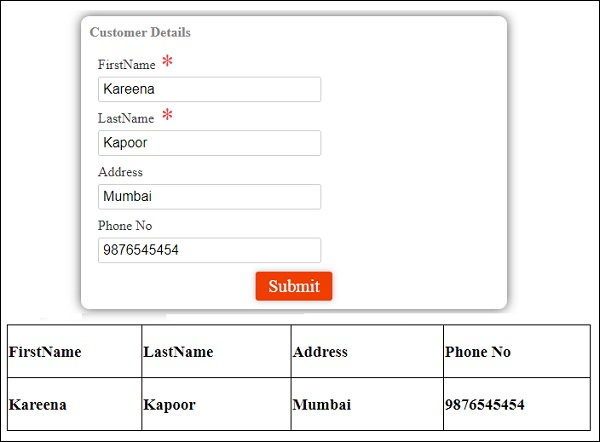 Customer Details
FirstName *
Kareena
LastName *
Kapoor
Address
Mumbai
Phone No
9876545454
Submit
FirstName LastName Address Phone No
Kareena Kapoor Mumbai 9876545454